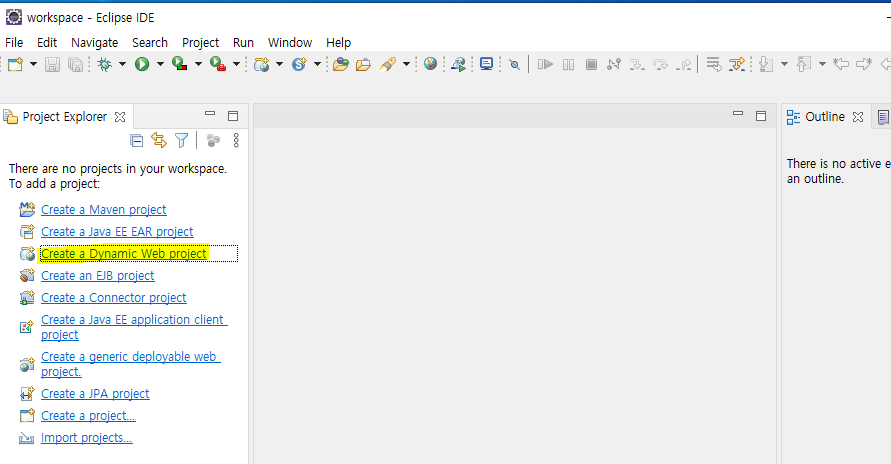 workspace - Eclipse IDE
File Edit Navigate Search Project Run Window Help
Project Explorer
There are no projects in your workspace.
To add a project:
Create a Maven project
Create a Java EE EAR project
Create a Dynamic Web project
Create an EJB project
Create a Connector project
Create a Java EE application client
project
Create a generic deployable web
project.
Create a JPA project
Create a project...
Import projects...
Outline
There is no active e
an outline.